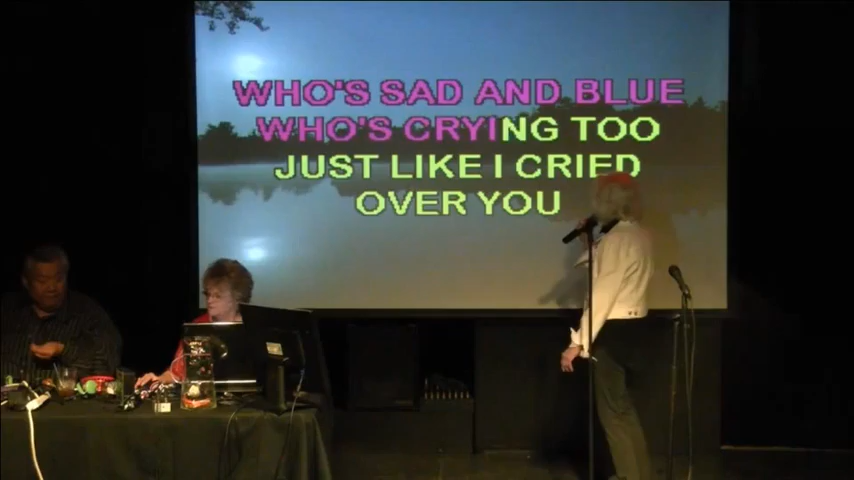 WHO'S SAD AND BLUE
WHO'S CRYING TOO
JUST LIKE I CRIED
OVER YOU